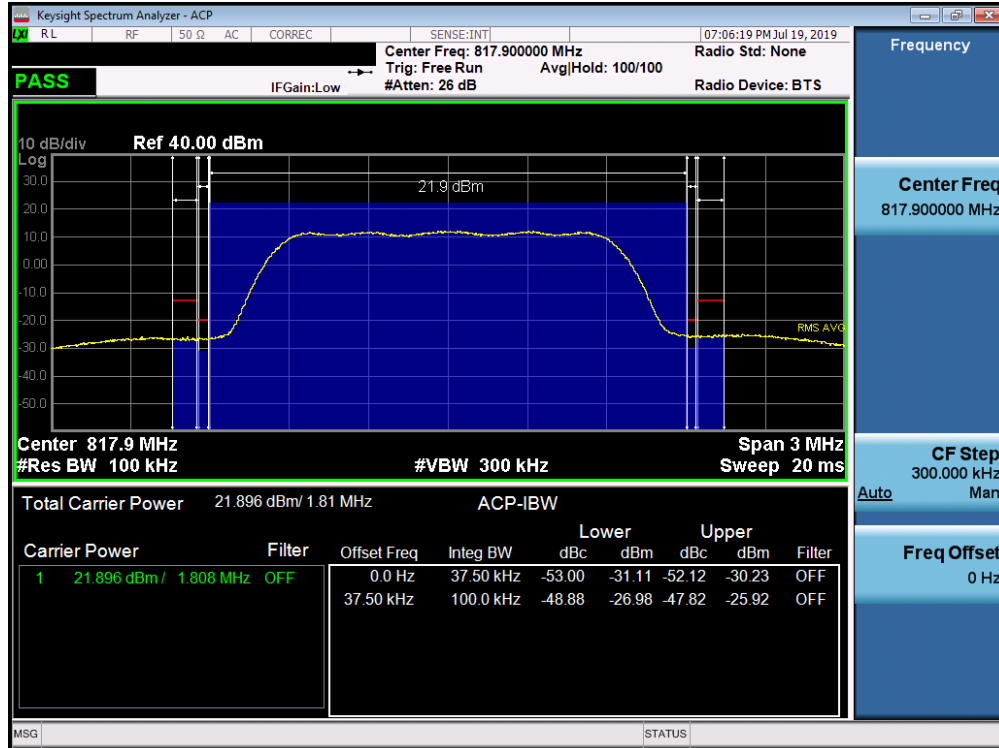 Keysight Spectrum Analyzer - ACP
LXI RL RF 50 Ω AC CORREC SENSE:INT 07:06:19 PM Jul 19, 2019
Center Freq: 817.900000 MHz Radio Std: None
Trig: Free Run Avg|Hold: 100/100
PASS IFGain:Low #Atten: 26 dB Radio Device: BTS
10 dB/div Ref 40.00 dBm
Log
30.0
21.9 dBm
20.0
10.0
0.00
-10.0
-20.0
RMS AVG
-30.0
-40.0
-50.0
Center 817.9 MHz Span 3 MHz
#Res BW 100 kHz #VBW 300 kHz Sweep 20 ms
Total Carrier Power 21.896 dBm/ 1.81 MHz ACP-IBW
Lower Upper
Carrier Power Filter Offset Freq Integ BW dBc dBm dBc dBm Filter
1 21.896 dBm / 1.808 MHz OFF 0.0 Hz 37.50 kHz -53.00 -31.11 -52.12 -30.23 OFF
37.50 kHz 100.0 kHz -48.88 -26.98 -47.82 -25.92 OFF
MSG STATUS
Frequency
Center Freq
817.900000 MHz
CF Step
300.000 kHz
Auto Man
Freq Offset
0 Hz